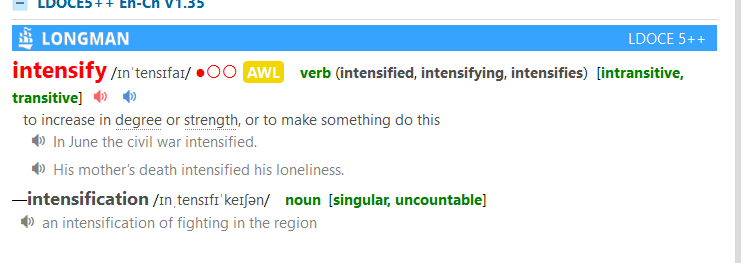 LDOCE5++ En-Ch V1.35
LONGMAN LDOCE 5++
intensify /ɪnˈtensɪfaɪ/ ●○○ AWL verb (intensified, intensifying, intensifies) [intransitive,
transitive]
to increase in degree or strength, or to make something do this
In June the civil war intensified.
His mother’s death intensified his loneliness.
—intensification /ɪnˌtensɪfɪˈkeɪʃən/ noun [singular, uncountable]
an intensification of fighting in the region